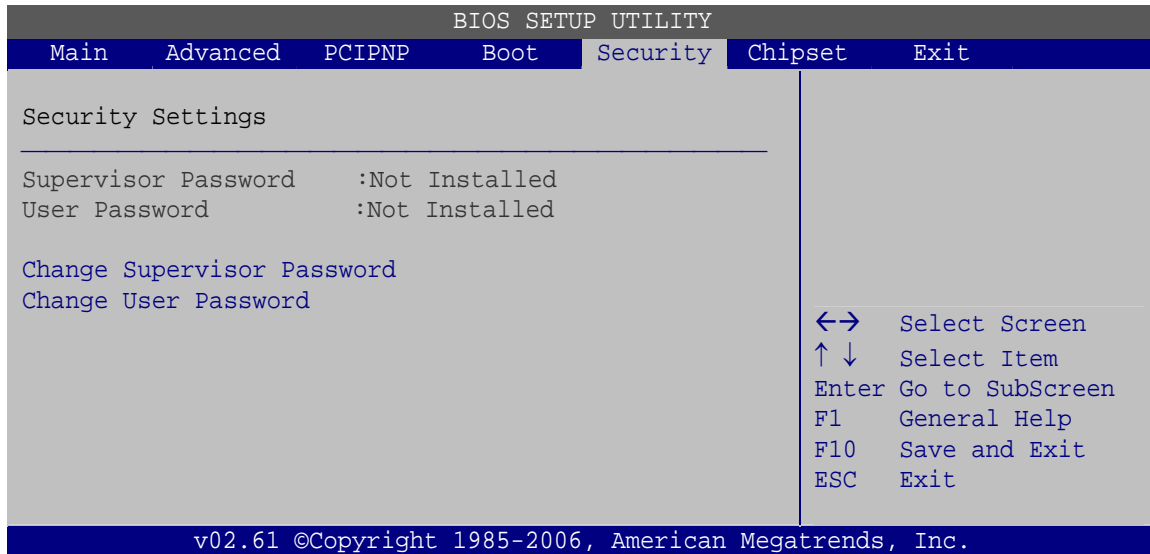 BIOS SETUP UTILITY
Main Advanced PCIPNP Boot Security Chipset Exit
Security Settings
Supervisor Password :Not Installed
User Password :Not Installed
Change Supervisor Password
Change User Password
←→ Select Screen
↑ ↓ Select Item
Enter Go to SubScreen
F1 General Help
F10 Save and Exit
ESC Exit
v02.61 ©Copyright 1985-2006, American Megatrends, Inc.